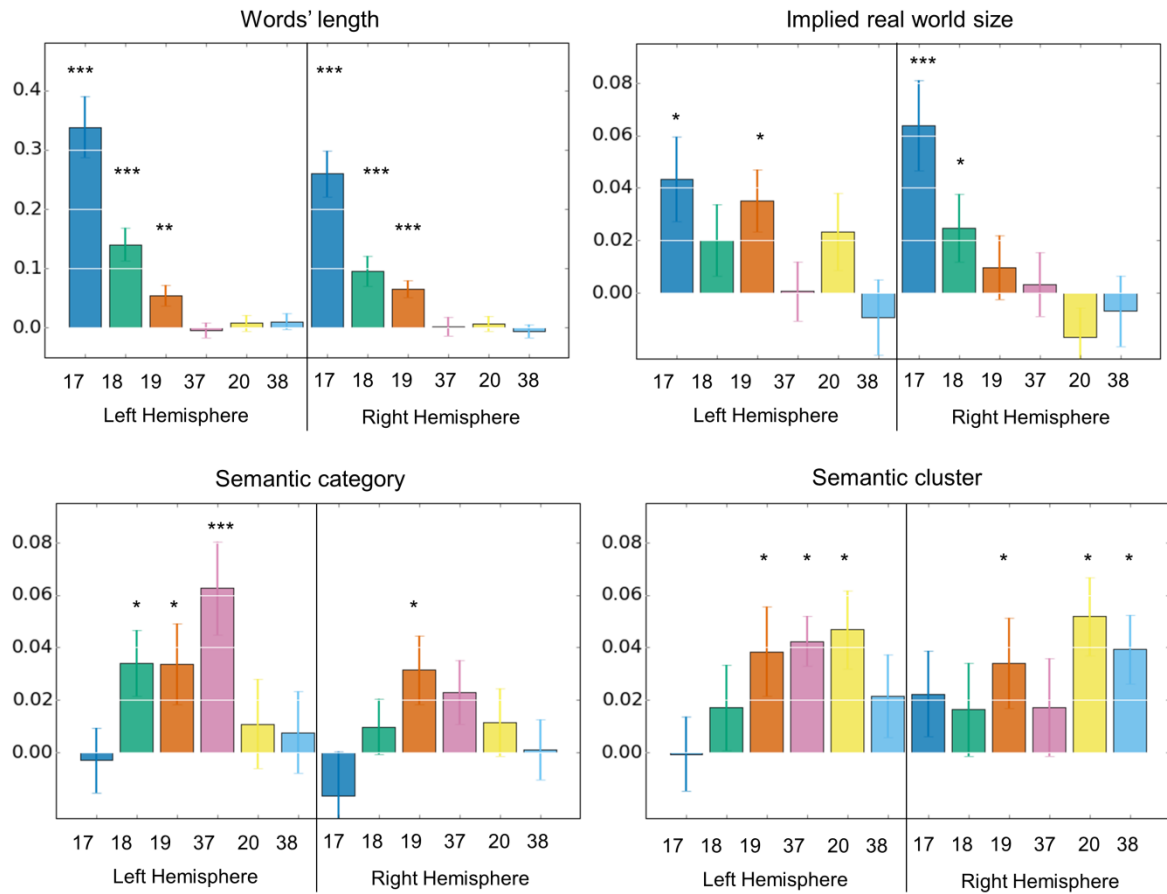 Words' length
0.4
0.3
0.2
0.1
0.0
*** *** ** *** *** ***
17 18 19 37 20 38 17 18 19 37 20 38
Left Hemisphere Right Hemisphere
Implied real world size
0.08
0.06
0.04
0.02
0.00
* * *** *
17 18 19 37 20 38 17 18 19 37 20 38
Left Hemisphere Right Hemisphere
Semantic category
0.08
0.06
0.04
0.02
0.00
* * *** *
17 18 19 37 20 38 17 18 19 37 20 38
Left Hemisphere Right Hemisphere
Semantic cluster
0.08
0.06
0.04
0.02
0.00
* * * * * *
17 18 19 37 20 38 17 18 19 37 20 38
Left Hemisphere Right Hemisphere